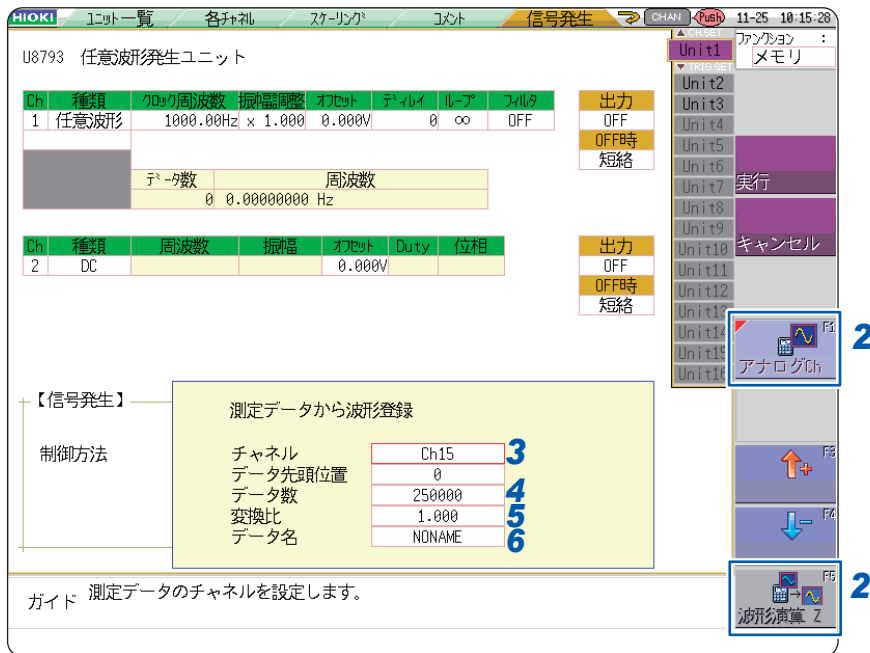 HIOKI ﾕﾆｯﾄ一覧 各ﾁｬﾈﾙ ｽｹｰﾘﾝｸﾞ ｺﾒﾝﾄ 信号発生 CHAN Push 11-25 10:15:28
U8793 任意波形発生ユニット
Ch 種類 ｸﾛｯｸ周波数 振幅調整 ｵﾌｾｯﾄ ﾃﾞｨﾚｲ ﾙｰﾌﾟ ﾌｨﾙﾀ
1 任意波形 1000.00Hz x 1.000 0.000V 0 ∞ OFF
ﾃﾞｰﾀ数 周波数
0 0.00000000 Hz
出力
OFF
OFF時
短絡
Ch 種類 周波数 振幅 ｵﾌｾｯﾄ Duty 位相
2 DC 0.000V
出力
OFF
OFF時
短絡
【信号発生】
制御方法
測定データから波形登録
チャネル Ch15 3
データ先頭位置 0
データ数 250000 4
変換比 1.000 5
データ名 NONAME 6
ガイド 測定データのチャネルを設定します。
▲CH.SET
Unit1
▼TRIG.SET
Unit2
Unit3
Unit4
Unit5
Unit6
Unit7
Unit8
Unit9
Unit10
Unit11
Unit12
Unit13
Unit14
Unit15
Unit16
ﾌｧﾝｸｼｮﾝ :
メモリ
実行
キャンセル
F1
アナログCh
2
F3
F4
F5
波形演算 Z
2